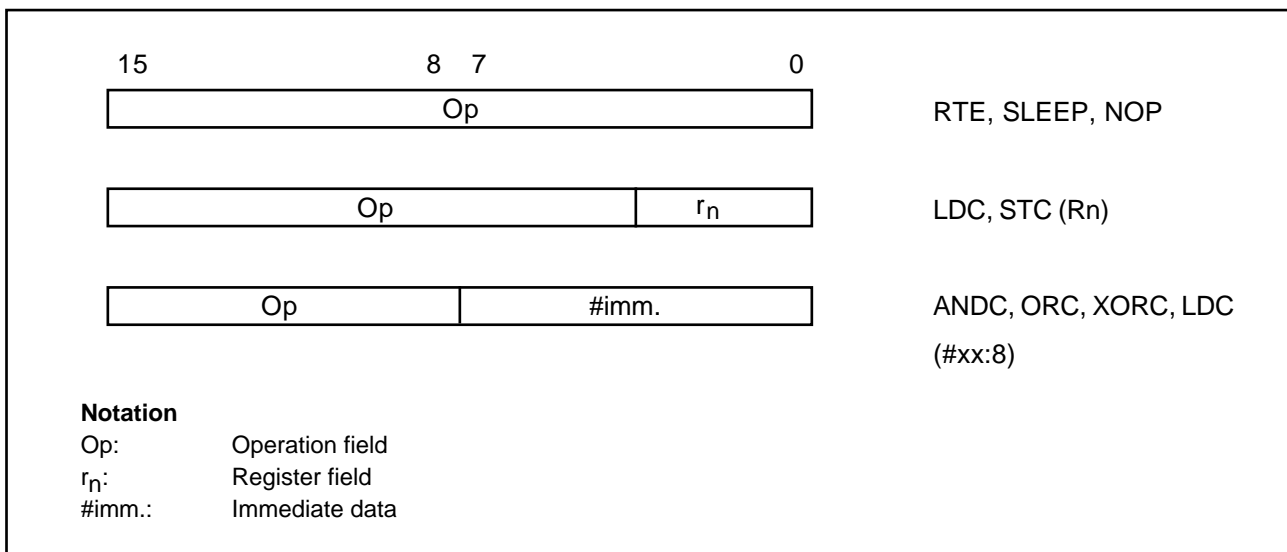 15 8 7 0
Op RTE, SLEEP, NOP
Op rn LDC, STC (Rn)
Op #imm. ANDC, ORC, XORC, LDC
(#xx:8)
Notation
Op: Operation field
rn: Register field
#imm.: Immediate data